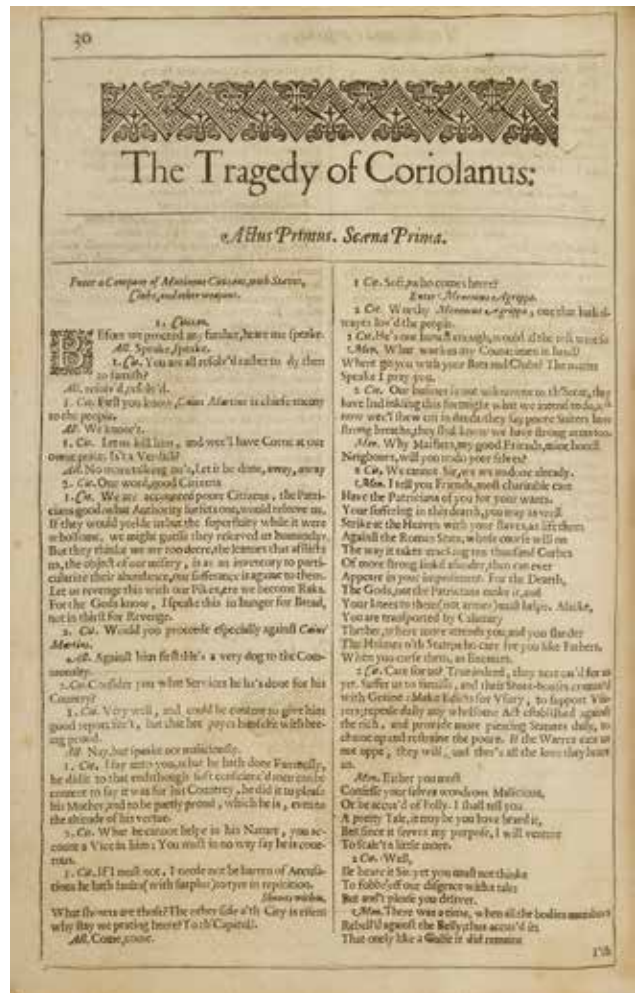 30
The Tragedy of Coriolanus:
Actus Primus. Scœna Prima.
Enter a Company of Mutinous Citizens, with Staues,
Clubs, and other weapons.
1. Citizen.
BEfore we proceed any further, heare me speake.
All. Speake, speake.
1. Cit. You are all resolu'd rather to dy then
to famish?
All. resolu'd, resolu'd.
1. Cit. First you know, Caius Martius is chiefe enemy
to the people.
All. We know't.
1. Cit. Let vs kill him, and wee'l haue Corne at our
owne price. Is't a Verdict?
All. No more talking on't; Let it be done, away, away
2. Cit. One word, good Citizens.
1. Cit. We are accounted poore Citizens, the Patri-
cians good: what Authority surfets one, would releeue vs.
If they would yeelde vs but the superfluitie while it were
wholsome, we might guesse they releeued vs humanely:
But they thinke we are too deere, the leannesse that afflicts
vs, the obiect of our misery, is as an inuentory to parti-
cularize their abundance, our sufferance is a gaine to them.
Let vs reuenge this with our Pikes, ere we become Rakes.
For the Gods know, I speake this in hunger for Bread,
not in thirst for Reuenge.
2. Cit. Would you proceede especially against Caius
Martius.
All. Against him first: He's a very dog to the Com-
monalty.
2. Cit. Consider you what Seruices he ha's done for his
Country?
1. Cit. Very well, and could bee content to giue him
good report for't, but that hee payes himselfe with bee-
ing proud.
All. Nay, but speak not maliciously.
1. Cit. I say vnto you, what he hath done Famously,
he did it to that end: though soft conscienc'd men can be
content to say it was for his Countrey, he did it to please
his Mother, and to be partly proud, which he is, euen to
the altitude of his vertue.
2. Cit. What he cannot helpe in his Nature, you ac-
count a Vice in him: You must in no way say he is coue-
tous.
1. Cit. If I must not, I neede not be barren of Accusa-
tions he hath faults (with surplus) to tyre in repetition.
Showts within.
What showts are those? The other side a'th City is risen:
why stay we prating heere? To th'Capitoll.
All. Come, come.
1 Cit. Soft, who comes heere?
Enter Menenius Agrippa.
2 Cit. Worthy Menenius Agrippa, one that hath al-
wayes lou'd the people.
1 Cit. He's one honest enough, would al the rest wer so
Men. What work's my Countrimen in hand?
Where go you with your Bats and Clubs? The matter
Speake I pray you.
2 Cit. Our busines is not vnknowne to th'Senat, they
haue had inkling this fortnight what we intend to do, which
now wee'l shew em in deeds: they say poore Suiters haue
strong breaths, they shal know we haue strong arms too.
Men. Why Masters, my good Friends, mine honest
Neighbours, will you vndo your selues?
2 Cit. We cannot Sir, we are vndone already.
Men. I tell you Friends, most charitable care
Haue the Patricians of you for your wants.
Your suffering in this dearth, you may as well
Strike at the Heauen with your staues, as lift them
Against the Roman State, whose course will on
The way it takes: cracking ten thousand Curbes
Of more strong linke assunder, then can euer
Appeare in your impediment. For the Dearth,
The Gods, not the Patricians make it, and
Your knees to them (not armes) must helpe. Alacke,
You are transported by Calamity
Thether, where more attends you, and you slander
The Helmes o'th State; who care for you like Fathers,
When you curse them, as Enemies.
2 Cit. Care for vs? True indeed, they nere car'd for vs
yet. Suffer vs to famish, and their Store-houses cramm'd
with Graine: Make Edicts for Vsury, to support Vsu-
rers; repeale daily any wholsome Act established against
the rich, and prouide more piercing Statutes daily, to
chaine vp and restraine the poore. If the Warres eate vs
not vppe, they will; and there's all the loue they beare
vs.
Men. Either you must
Confesse your selues wondrous Malicious,
Or be accus'd of Folly. I shall tell you
A pretty Tale, it may be you haue heard it,
But since it serues my purpose, I will venture
To scale't a little more.
2 Cit. Well,
Ile heare it Sir: yet you must not thinke
To fobbe off our disgrace with a tale:
But and't please you deliuer.
Men. There was a time, when all the bodies members
Rebell'd against the Belly; thus accus'd it:
That onely like a Gulfe it did remaine
I'th